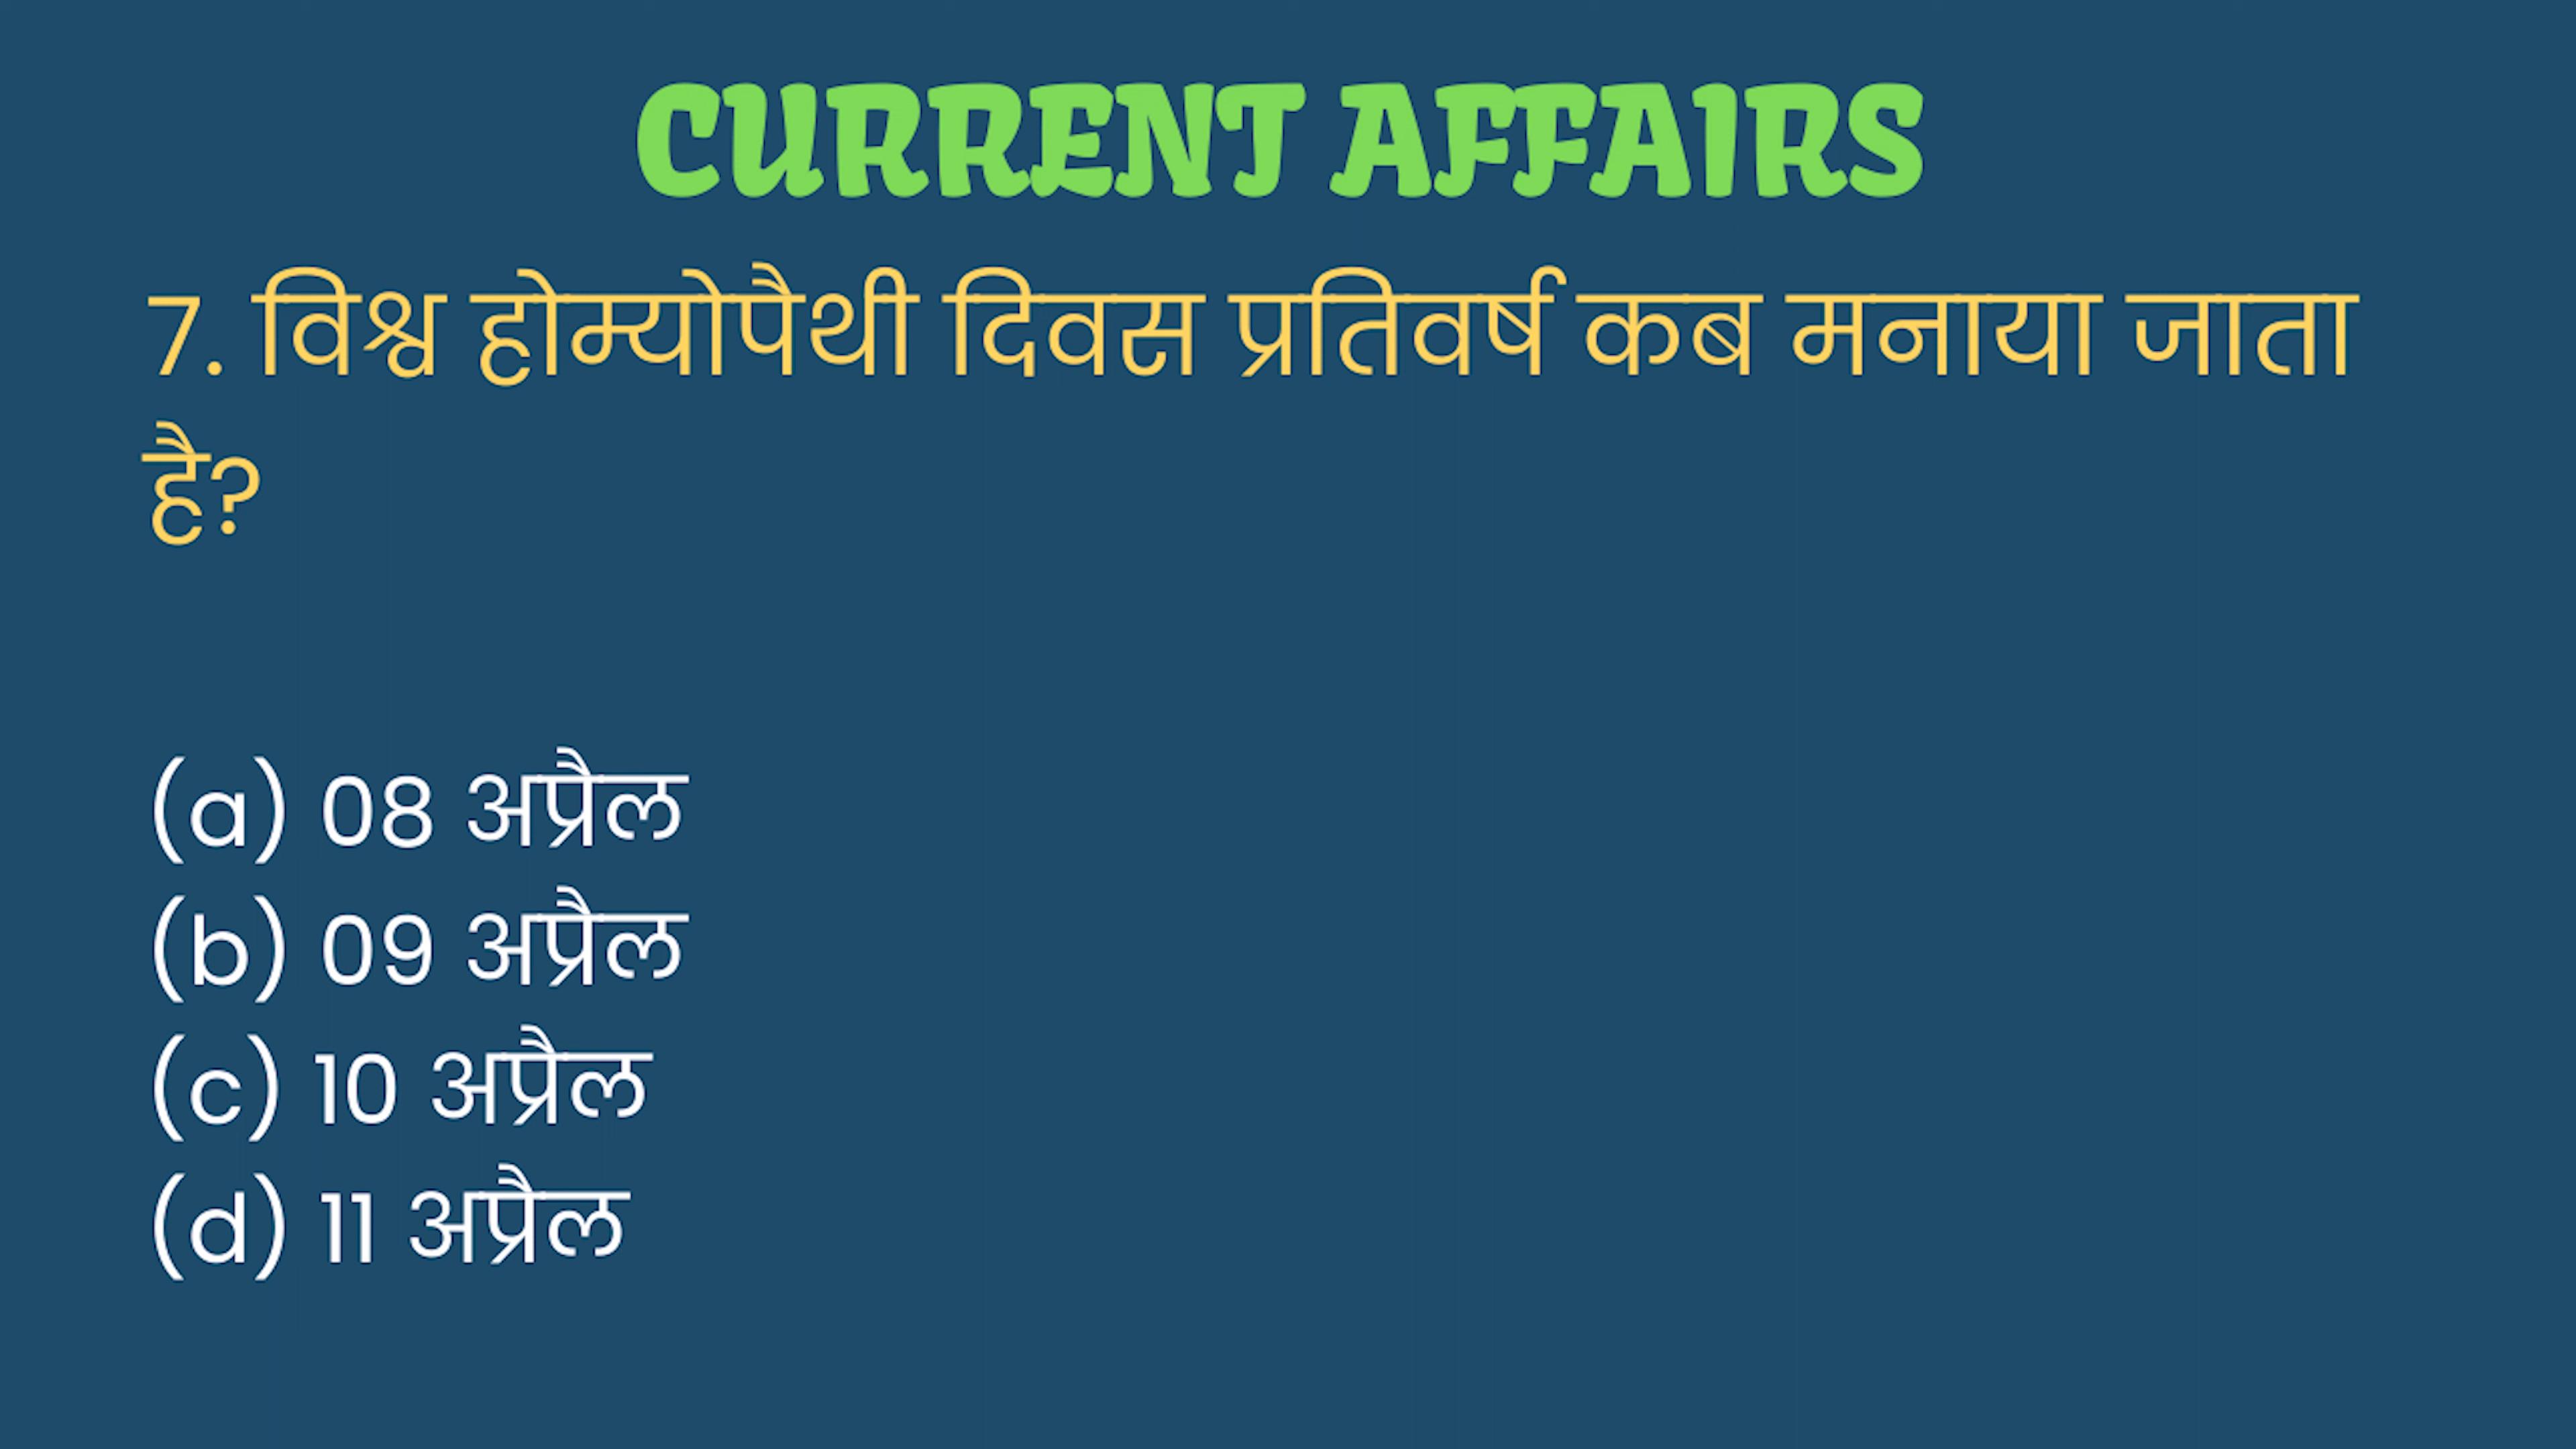 CURRENT AFFAIRS
7. विश्व होम्योपैथी दिवस प्रतिवर्ष कब मनाया जाता
है?
(a) 08 अप्रैल
(b) 09 अप्रैल
(c) 10 अप्रैल
(d) 11 अप्रैल